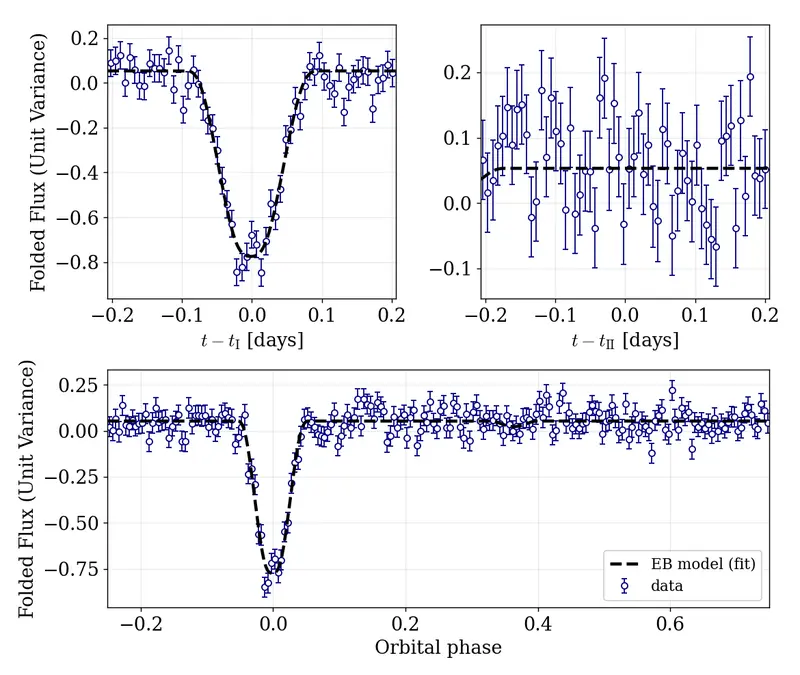 Folded Flux (Unit Variance)
0.2
0.0
−0.2
−0.4
−0.6
−0.8
−0.2 −0.1 0.0 0.1 0.2
t − tI [days]
0.2
0.1
0.0
−0.1
−0.2 −0.1 0.0 0.1 0.2
t − tII [days]
Folded Flux (Unit Variance)
0.25
0.00
−0.25
−0.50
−0.75
EB model (fit)
data
−0.2 0.0 0.2 0.4 0.6
Orbital phase